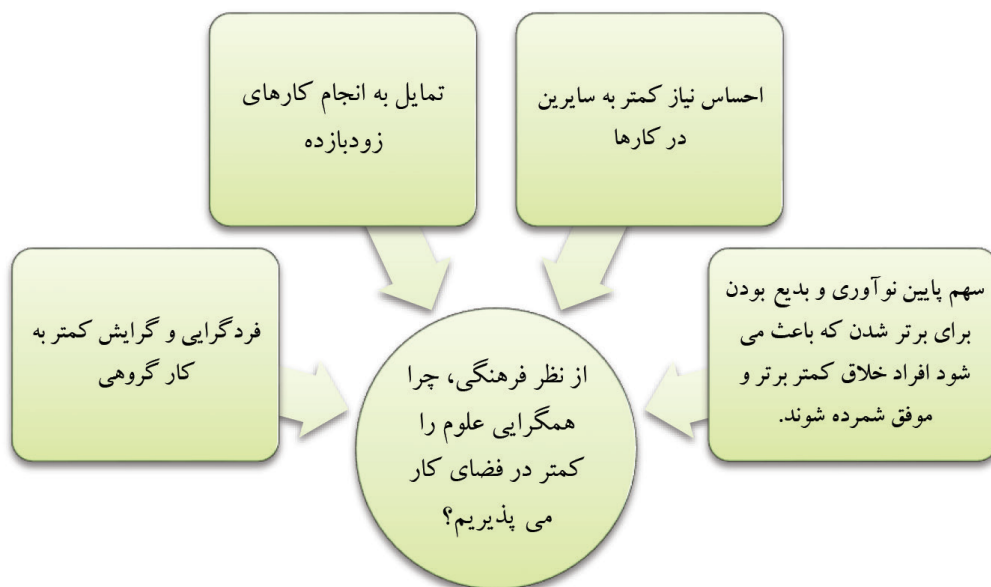 احساس نیاز کمتر به سایرین
در کارها
تمایل به انجام کارهای
زودبازده
سهم پایین نوآوری و بدیع بودن
برای برتر شدن که باعث می
شود افراد خلاق کمتر برتر و
موفق شمرده شوند.
فردگرایی و گرایش کمتر به
کار گروهی
از نظر فرهنگی، چرا
همگرایی علوم را
کمتر در فضای کار
می پذیریم؟